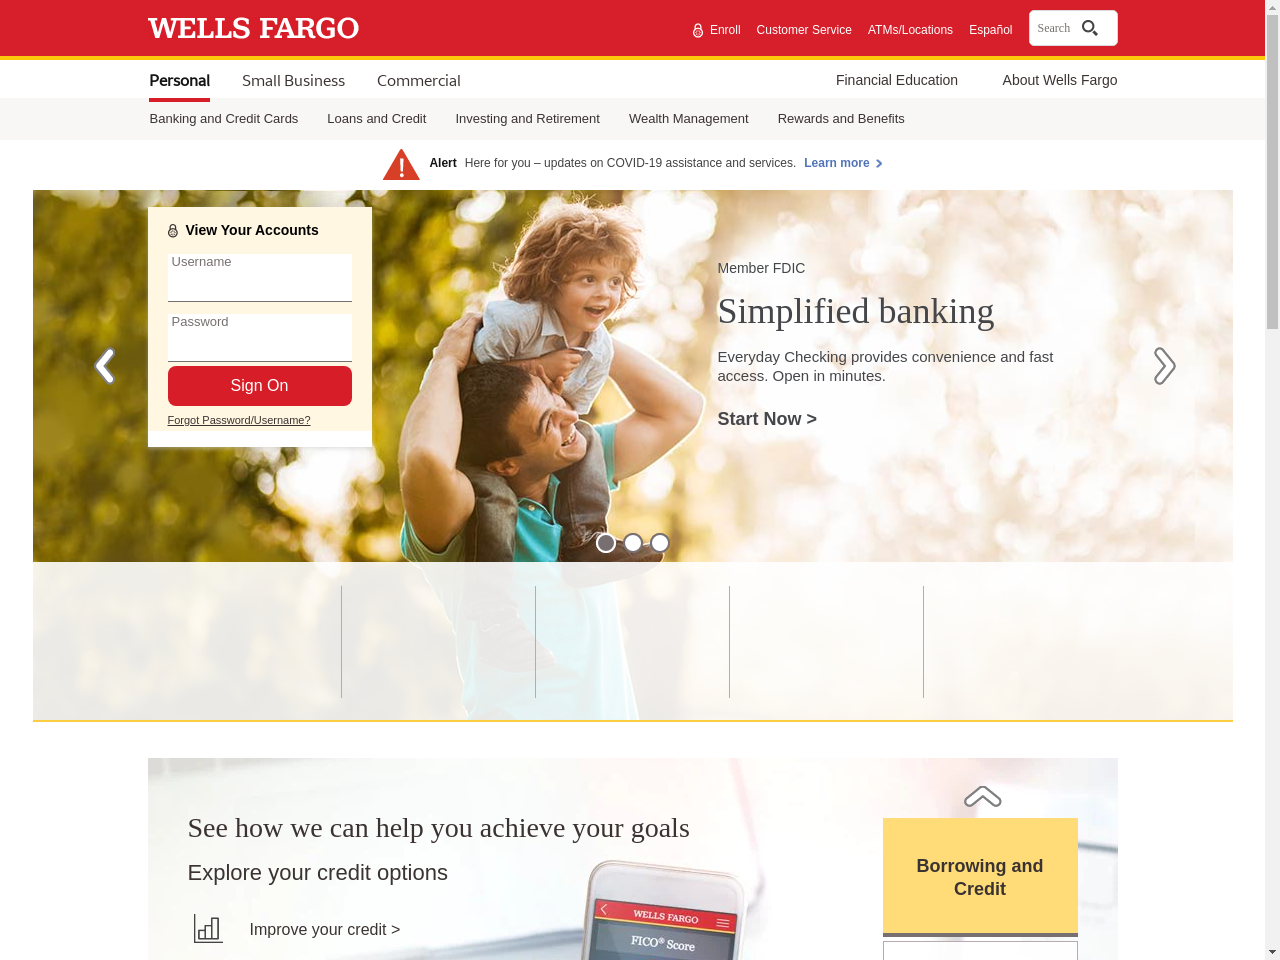 WELLS FARGO
Enroll
Customer Service
ATMs/Locations
Español
Search
Personal
Small Business
Commercial
Financial Education
About Wells Fargo
Banking and Credit Cards
Loans and Credit
Investing and Retirement
Wealth Management
Rewards and Benefits
Alert Here for you – updates on COVID-19 assistance and services. Learn more
View Your Accounts
Username
Password
Sign On
Forgot Password/Username?
Member FDIC
Simplified banking
Everyday Checking provides convenience and fast
access. Open in minutes.
Start Now >
See how we can help you achieve your goals
Explore your credit options
Improve your credit >
WELLS FARGO
FICO® Score
Borrowing and
Credit